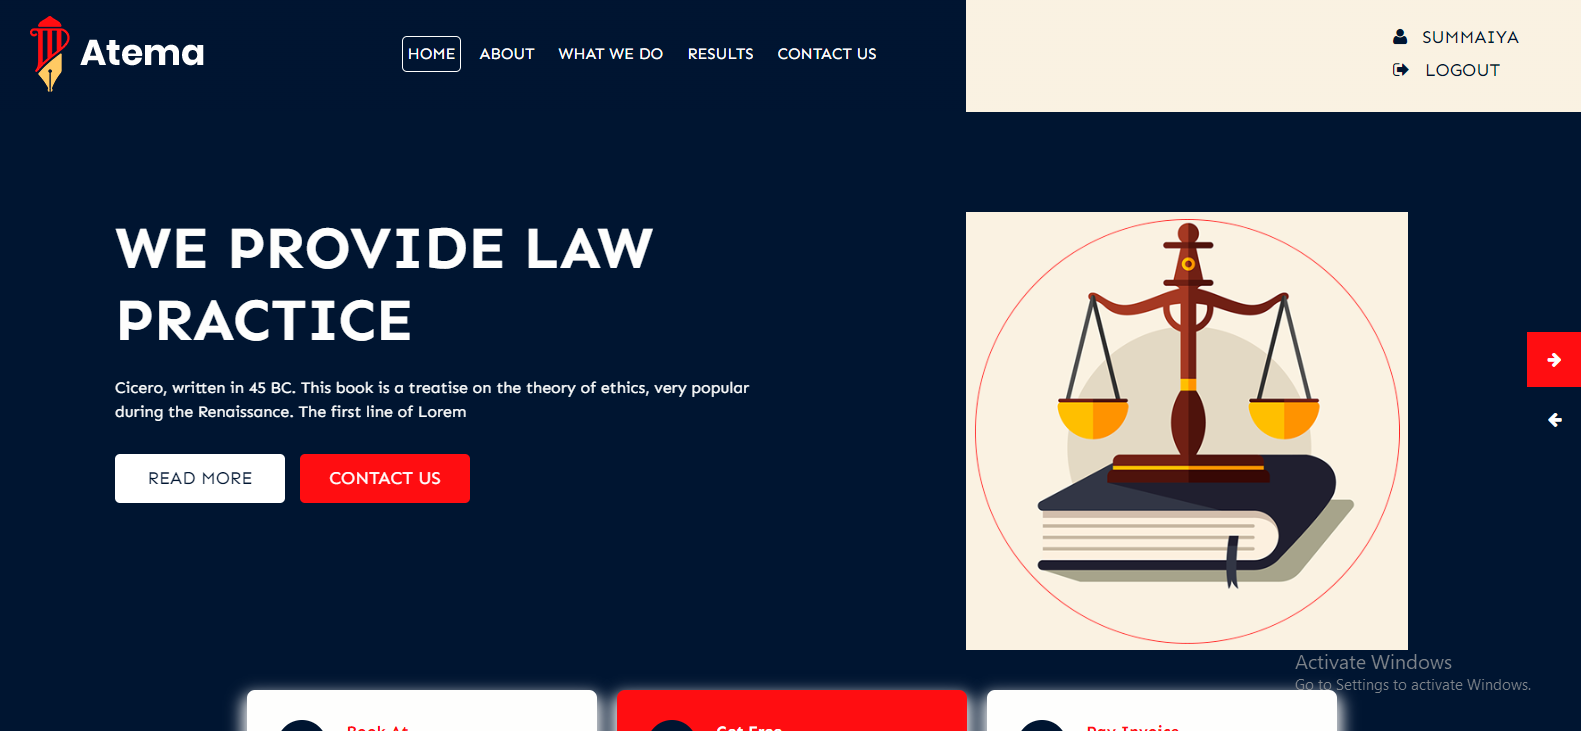 Atema
HOME ABOUT WHAT WE DO RESULTS CONTACT US
SUMMAIYA
LOGOUT
WE PROVIDE LAW
PRACTICE
Cicero, written in 45 BC. This book is a treatise on the theory of ethics, very popular
during the Renaissance. The first line of Lorem
READ MORE CONTACT US
Activate Windows
Go to Settings to activate Windows.
Book At Get Free Pay Invoice